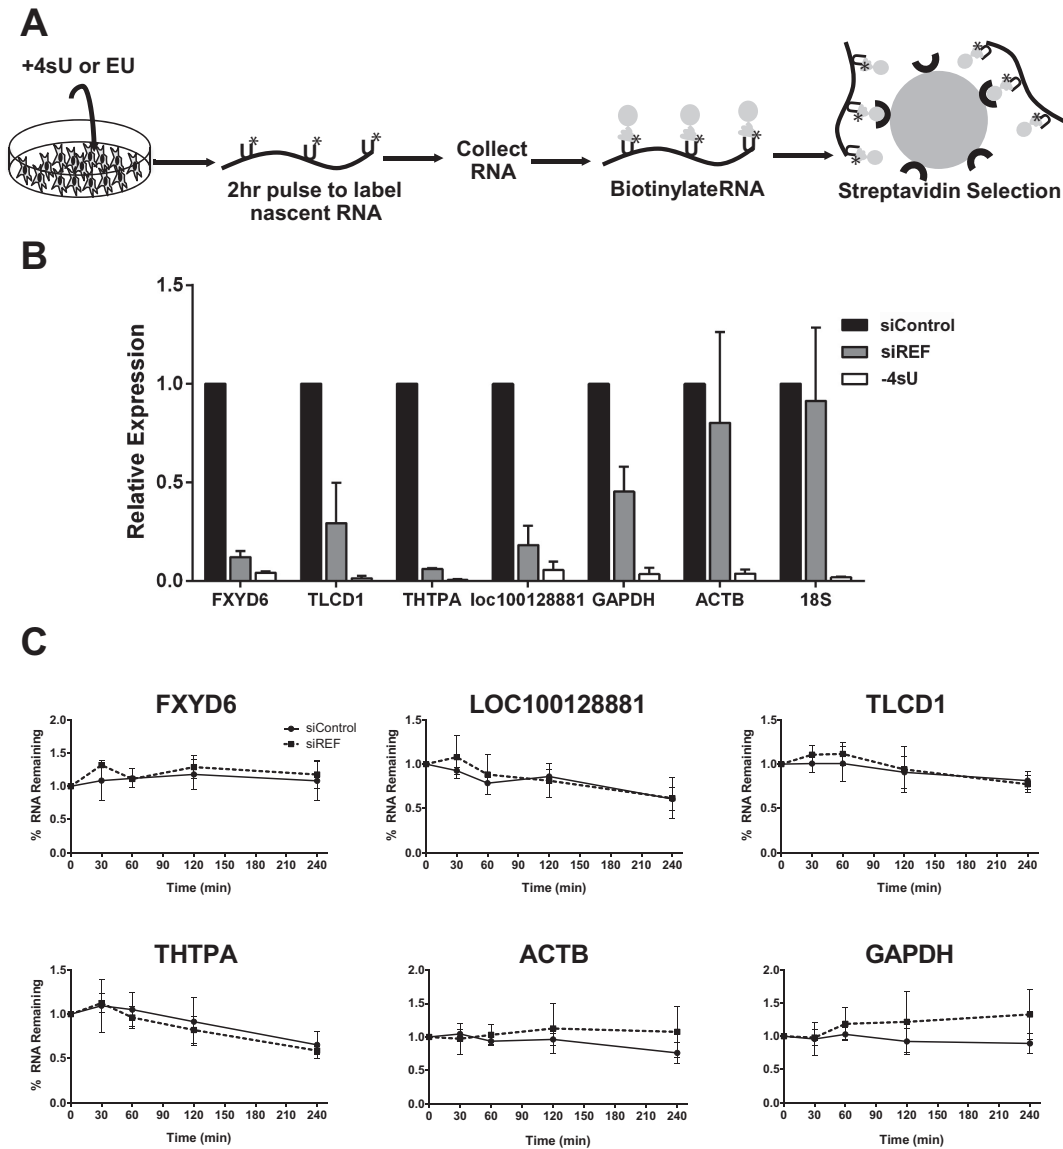 A
+4sU or EU
U* U* U*
2hr pulse to label
nascent RNA
Collect
RNA
U* U* U*
BiotinylateRNA
Streptavidin Selection
B
Relative Expression
1.5
1.0
0.5
0.0
siControl
siREF
-4sU
FXYD6 TLCD1 THTPA loc100128881 GAPDH ACTB 18S
C
FXYD6
% RNA Remaining
2.0
1.5
1.0
0.5
0.0
siControl
siREF
0 30 60 90 120 150 180 210 240
Time (min)
LOC100128881
% RNA Remaining
1.5
1.0
0.5
0.0
0 30 60 90 120 150 180 210 240
Time (min)
TLCD1
% RNA Remaining
1.5
1.0
0.5
0.0
0 30 60 90 120 150 180 210 240
Time (min)
THTPA
% RNA Remaining
1.5
1.0
0.5
0.0
0 30 60 90 120 150 180 210 240
Time (min)
ACTB
% RNA Remaining
2.0
1.5
1.0
0.5
0.0
0 30 60 90 120 150 180 210 240
Time (min)
GAPDH
% RNA Remaining
2.0
1.5
1.0
0.5
0.0
0 30 60 90 120 150 180 210 240
Time (min)